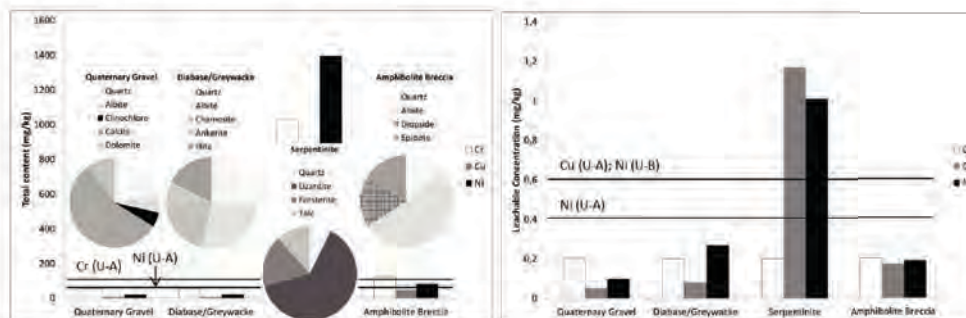 Total content (mg/kg)
1600
1400
1200
1000
800
600
400
200
0
Quaternary Gravel
Quartz
Albite
Clinochlore
Calcite
Dolomite
Diabase/Greywacke
Quartz
Albite
Chamosite
Ankerite
Illite
Serpentinite
Quartz
Lizardite
Forsterite
Talc
Amphibolite Breccia
Quartz
Albite
Diopside
Epidote
Cr
Cu
Ni
Cr (U-A)
Ni (U-A)
Quaternary Gravel
Diabase/Greywacke
Amphibolite Breccia
Leachable Concentration (mg/kg)
1,4
1,2
1
0,8
0,6
0,4
0,2
0
Cu (U-A); Ni (U-B)
Ni (U-A)
Quaternary Gravel
Diabase/Greywacke
Serpentinite
Amphibolite Breccia